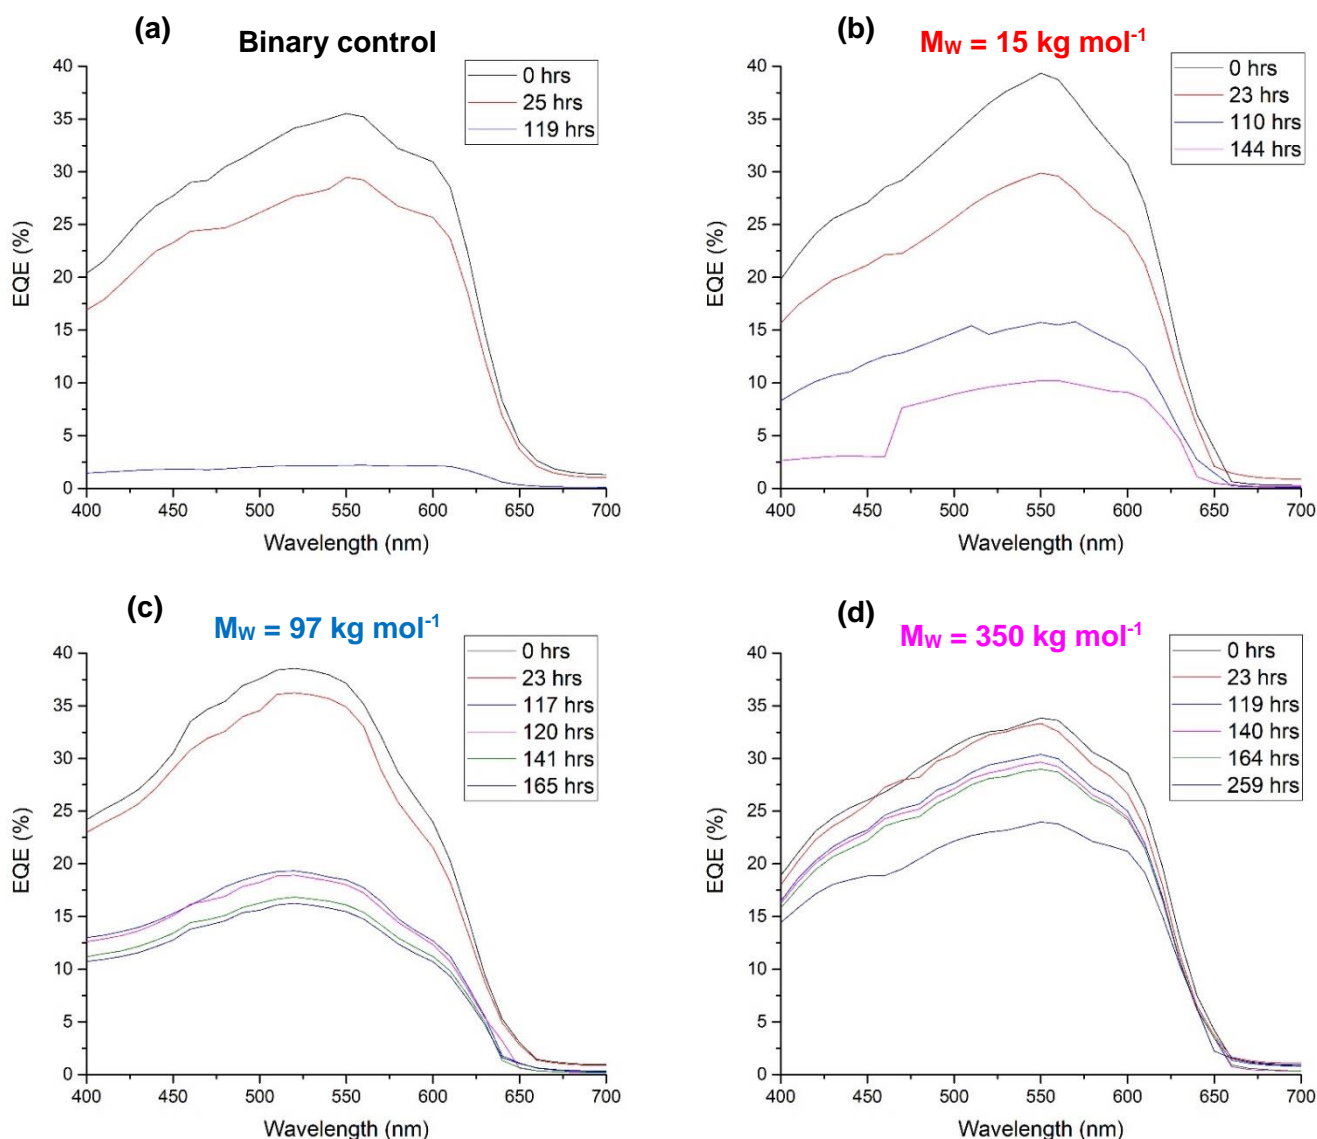 (a)
Binary control
40
35
30
25
20
15
10
5
0
EQE (%)
0 hrs
25 hrs
119 hrs
400 450 500 550 600 650 700
Wavelength (nm)
(b)
Mw = 15 kg mol⁻¹
40
35
30
25
20
15
10
5
0
EQE (%)
0 hrs
23 hrs
110 hrs
144 hrs
400 450 500 550 600 650 700
Wavelength (nm)
(c)
Mw = 97 kg mol⁻¹
40
35
30
25
20
15
10
5
0
EQE (%)
0 hrs
23 hrs
117 hrs
120 hrs
141 hrs
165 hrs
400 450 500 550 600 650 700
Wavelength (nm)
(d)
Mw = 350 kg mol⁻¹
40
35
30
25
20
15
10
5
0
EQE (%)
0 hrs
23 hrs
119 hrs
140 hrs
164 hrs
259 hrs
400 450 500 550 600 650 700
Wavelength (nm)